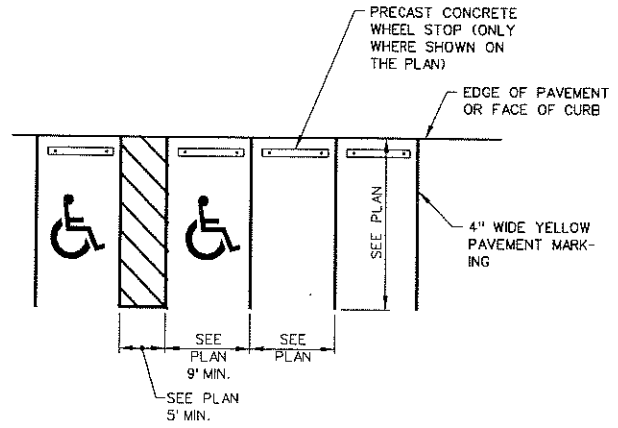 PRECAST CONCRETE
WHEEL STOP (ONLY
WHERE SHOWN ON
THE PLAN)
EDGE OF PAVEMENT
OR FACE OF CURB
SEE PLAN
4" WIDE YELLOW
PAVEMENT MARK-
ING
SEE
PLAN
9' MIN.
SEE
PLAN
SEE PLAN
5' MIN.